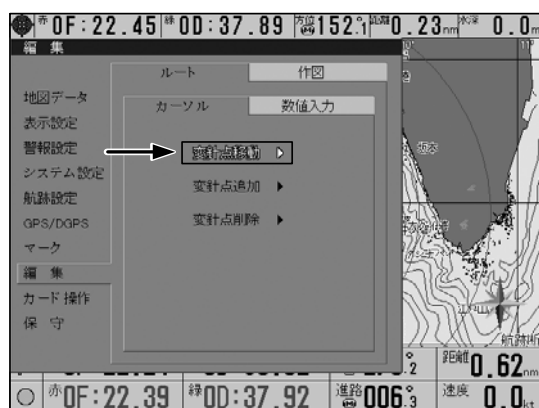 赤0F:22.45 緑0D:37.89 方位152°.1 距離0.23nm 水深0.0m
編 集
ルート 作図
地図データ
カーソル 数値入力
表示設定
警報設定
変針点移動
システム設定
変針点追加
航跡設定
GPS/DGPS
変針点削除
マーク
編 集
カード操作
保 守
距離0.62nm
赤0F:22.39 緑0D:37.92 進路006°.3 速度0.0kt